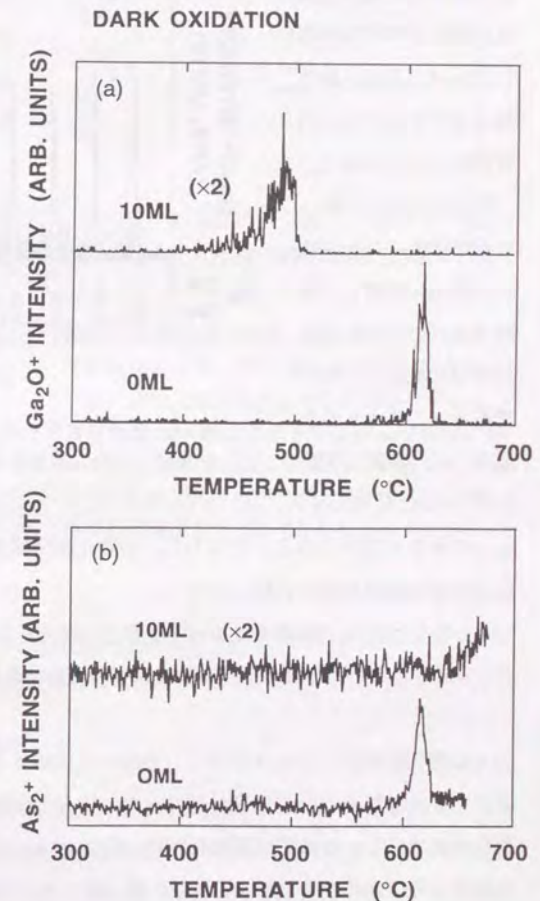 DARK OXIDATION
Ga₂O⁺ INTENSITY (ARB. UNITS)
(a)
10ML (×2)
0ML
300 400 500 600 700
TEMPERATURE (°C)
As₂⁺ INTENSITY (ARB. UNITS)
(b)
10ML (×2)
0ML
300 400 500 600 700
TEMPERATURE (°C)